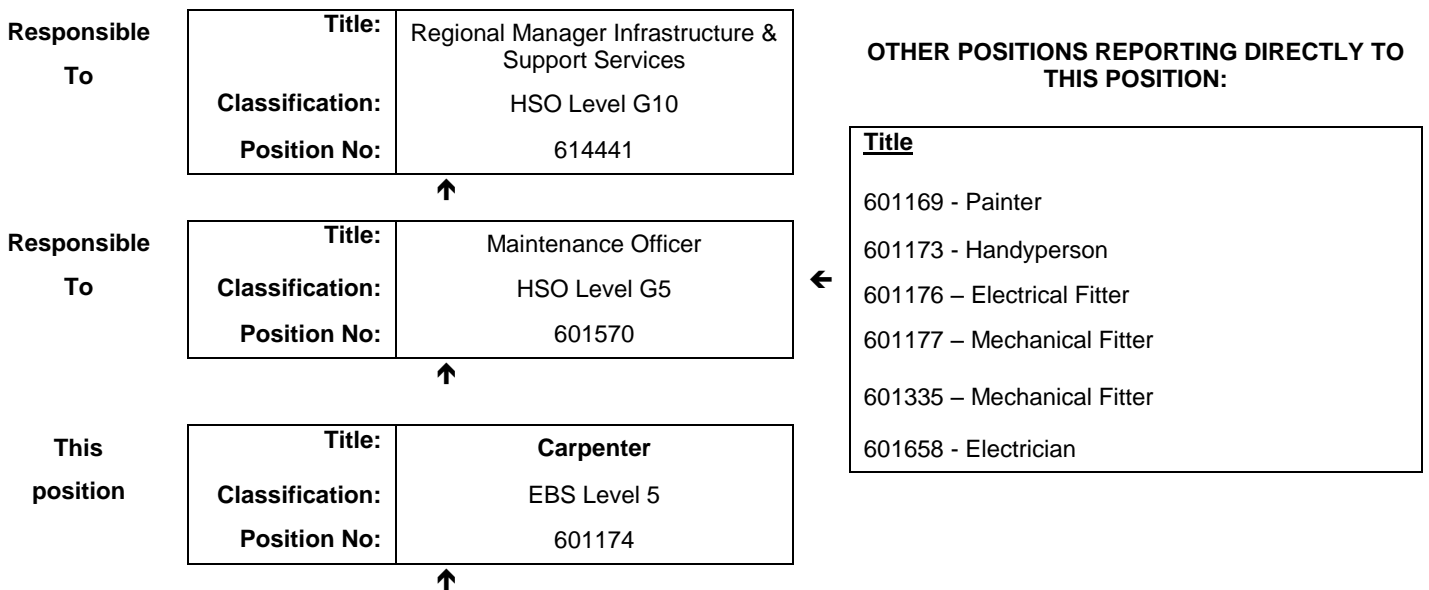 Responsible
To
Title:
Regional Manager Infrastructure &
Support Services
Classification:
HSO Level G10
Position No:
614441
↑
Responsible
To
Title:
Maintenance Officer
Classification:
HSO Level G5
Position No:
601570
↑
This
position
Title:
Carpenter
Classification:
EBS Level 5
Position No:
601174
↑
OTHER POSITIONS REPORTING DIRECTLY TO
THIS POSITION:
←
Title
601169 - Painter
601173 - Handyperson
601176 – Electrical Fitter
601177 – Mechanical Fitter
601335 – Mechanical Fitter
601658 - Electrician